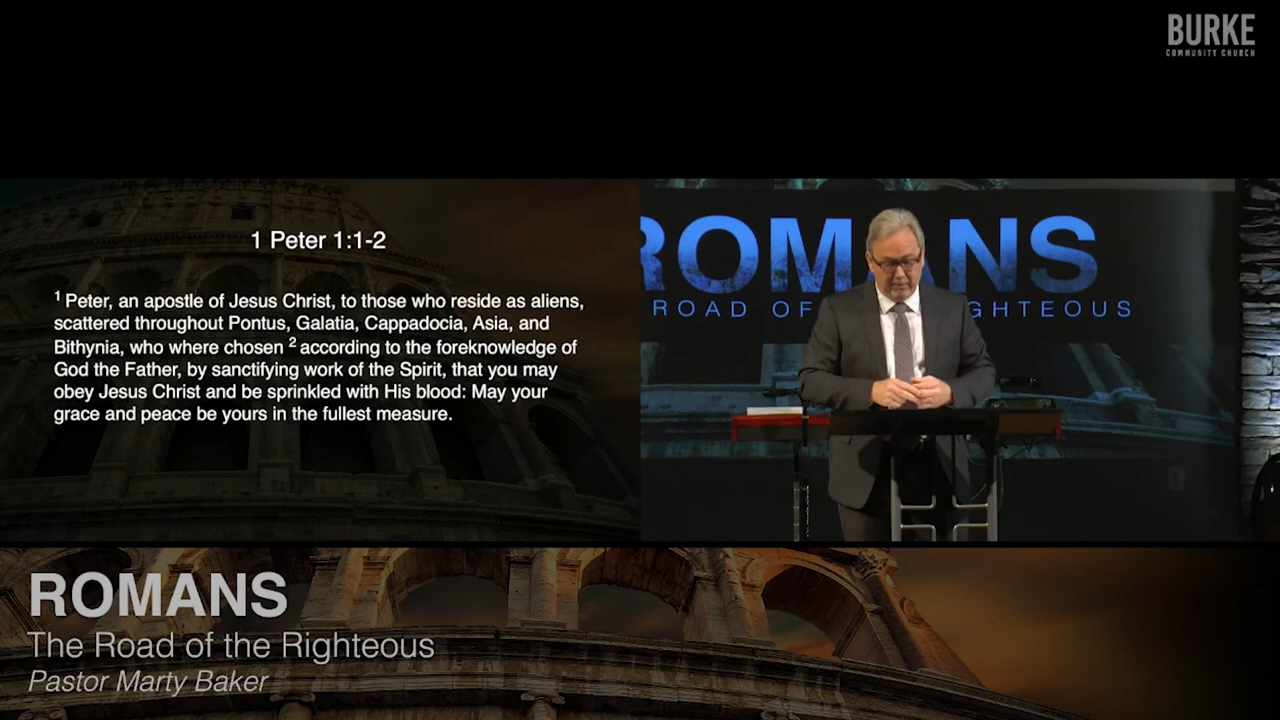 BURKE
COMMUNITY CHURCH
1 Peter 1:1-2
1 Peter, an apostle of Jesus Christ, to those who reside as aliens,
scattered throughout Pontus, Galatia, Cappadocia, Asia, and
Bithynia, who where chosen 2 according to the foreknowledge of
God the Father, by sanctifying work of the Spirit, that you may
obey Jesus Christ and be sprinkled with His blood: May your
grace and peace be yours in the fullest measure.
ROMANS
ROAD OF GHTEOUS
ROMANS
The Road of the Righteous
Pastor Marty Baker